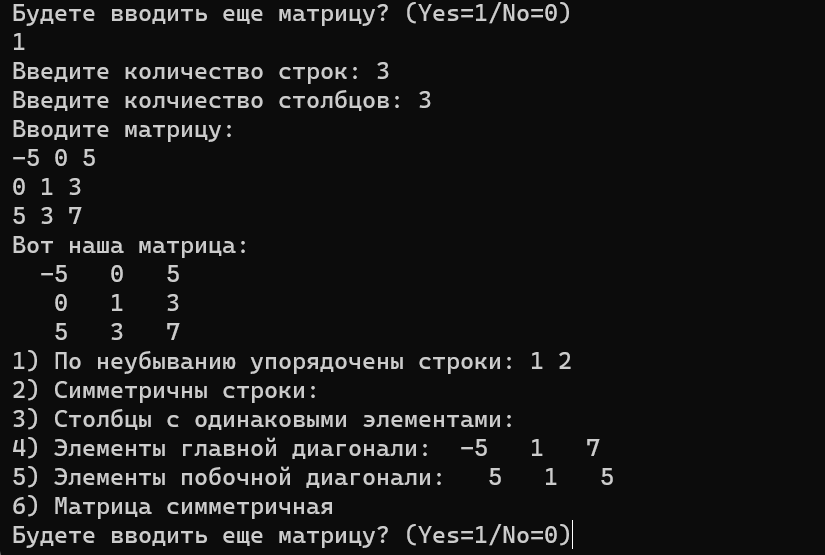 Будете вводить еще матрицу? (Yes=1/No=0)
1
Введите количество строк: 3
Введите колчиество столбцов: 3
Вводите матрицу:
-5 0 5
0 1 3
5 3 7
Вот наша матрица:
-5 0 5
0 1 3
5 3 7
1) По неубыванию упорядочены строки: 1 2
2) Симметричны строки:
3) Столбцы с одинаковыми элементами:
4) Элементы главной диагонали: -5 1 7
5) Элементы побочной диагонали: 5 1 5
6) Матрица симметричная
Будете вводить еще матрицу? (Yes=1/No=0)